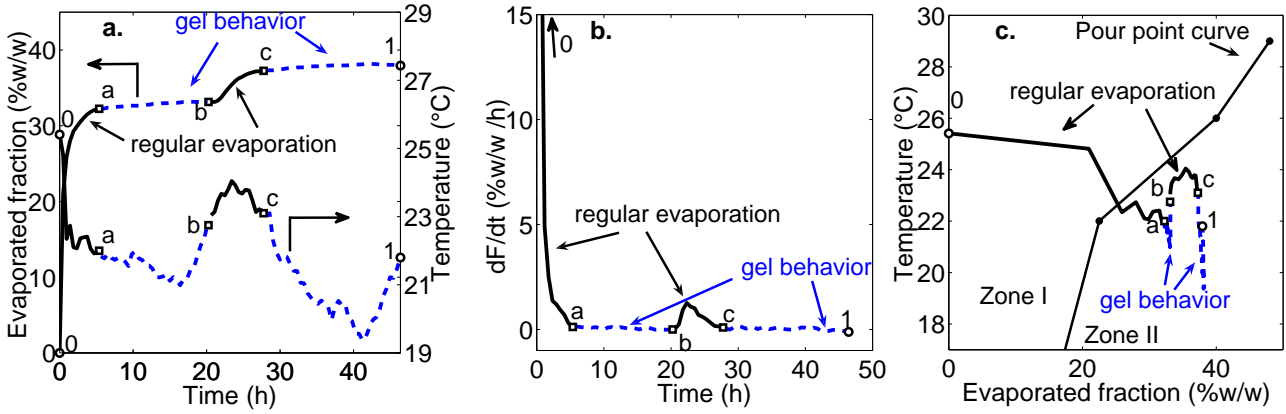 a.
gel behavior
regular evaporation
0
a
b
c
1
a
b
c
1
0
40
30
20
10
0
Evaporated fraction (%w/w)
29
27
25
23
21
19
Temperature (°C)
0
10
20
30
40
Time (h)
b.
0
regular evaporation
gel behavior
a
b
c
1
15
10
5
0
dF/dt (%w/w /h)
0
10
20
30
40
50
Time (h)
c.
Pour point curve
0
regular evaporation
b
c
a
1
gel behavior
Zone I
Zone II
30
28
26
24
22
20
18
Temperature (°C)
0
20
40
Evaporated fraction (%w/w)